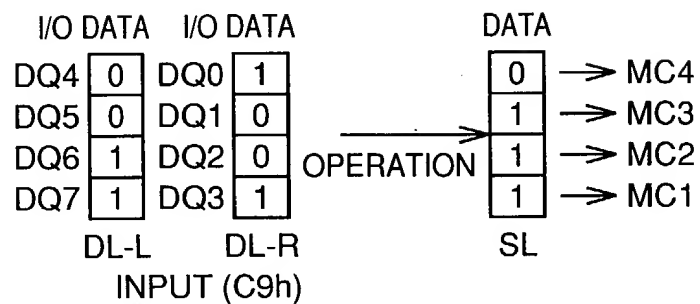 I/O DATA I/O DATA DATA
DQ4 0 DQ0 1 0 MC4
DQ5 0 DQ1 0 1 MC3
DQ6 1 DQ2 0 OPERATION 1 MC2
DQ7 1 DQ3 1 1 MC1
DL-L DL-R SL
INPUT (C9h)